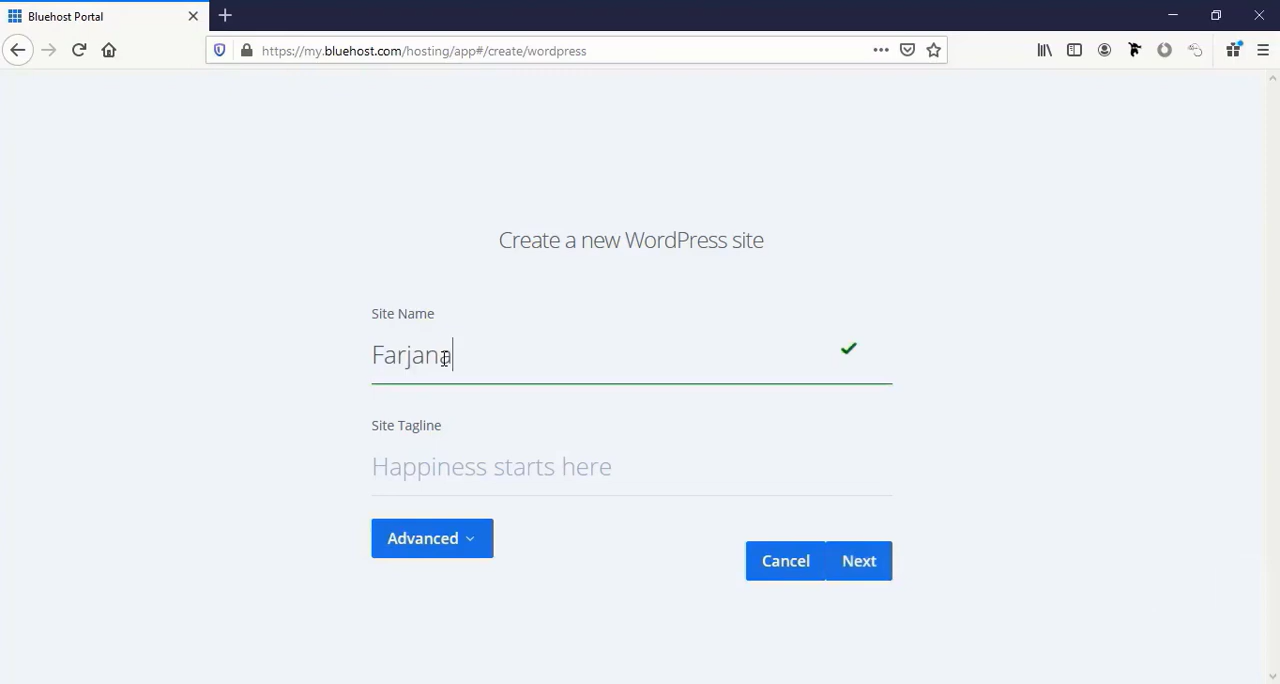 Bluehost Portal
https://my.bluehost.com/hosting/app#/create/wordpress
Create a new WordPress site
Site Name
Farjana
Site Tagline
Happiness starts here
Advanced
Cancel Next